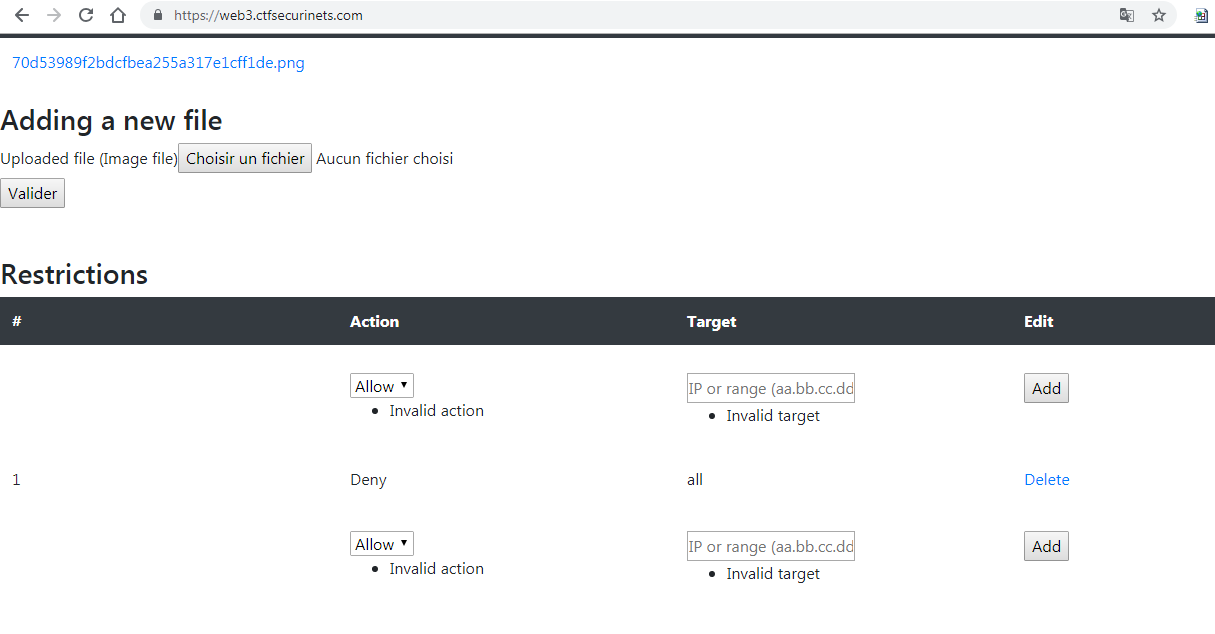 https://web3.ctfsecurinets.com
70d53989f2bdcfbea255a317e1cff1de.png
Adding a new file
Uploaded file (Image file) Choisir un fichier Aucun fichier choisi
Valider
Restrictions
# Action Target Edit
Allow IP or range (aa.bb.cc.dd Add
Invalid action Invalid target
1 Deny all Delete
Allow IP or range (aa.bb.cc.dd Add
Invalid action Invalid target